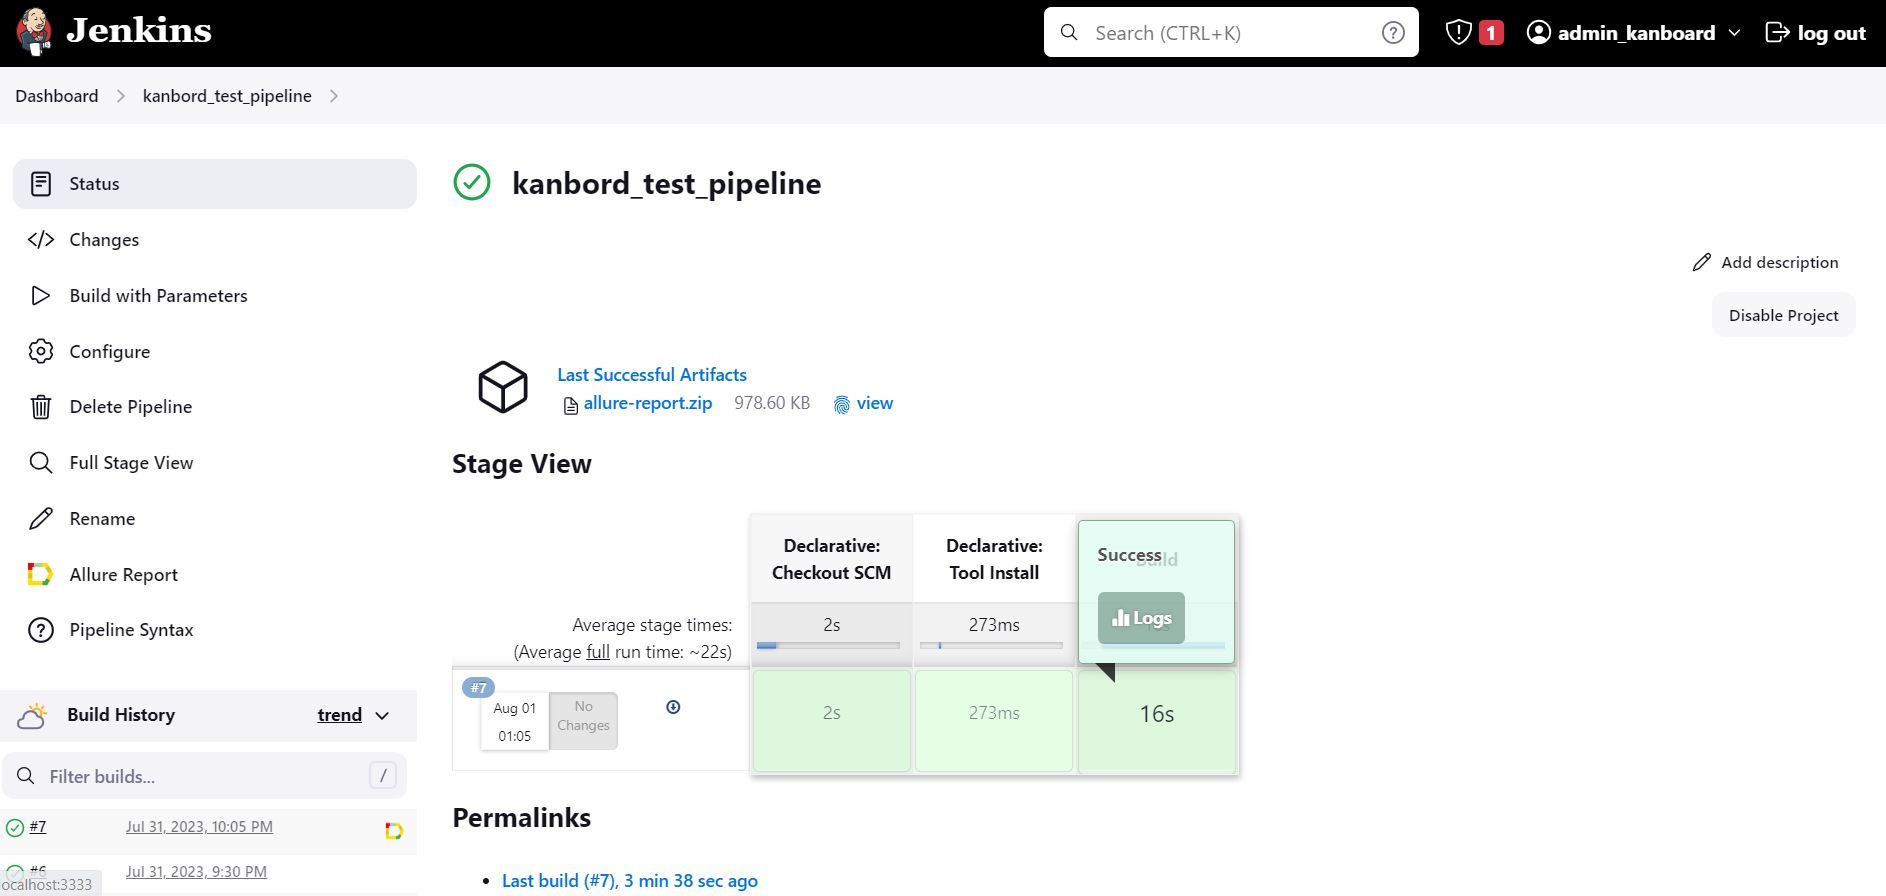 Jenkins
Search (CTRL+K)
?
1
admin_kanboard
log out
Dashboard
kanbord_test_pipeline
Status
Changes
Build with Parameters
Configure
Delete Pipeline
Full Stage View
Rename
Allure Report
Pipeline Syntax
Build History
trend
Filter builds...
/
#7
Jul 31, 2023, 10:05 PM
#6
Jul 31, 2023, 9:30 PM
localhost:3333
kanbord_test_pipeline
Add description
Disable Project
Last Successful Artifacts
allure-report.zip 978.60 KB view
Stage View
Declarative:
Checkout SCM
Declarative:
Tool Install
Build
Success
Logs
Average stage times:
(Average full run time: ~22s)
2s
273ms
#7
Aug 01
01:05
No
Changes
2s
273ms
16s
Permalinks
Last build (#7), 3 min 38 sec ago